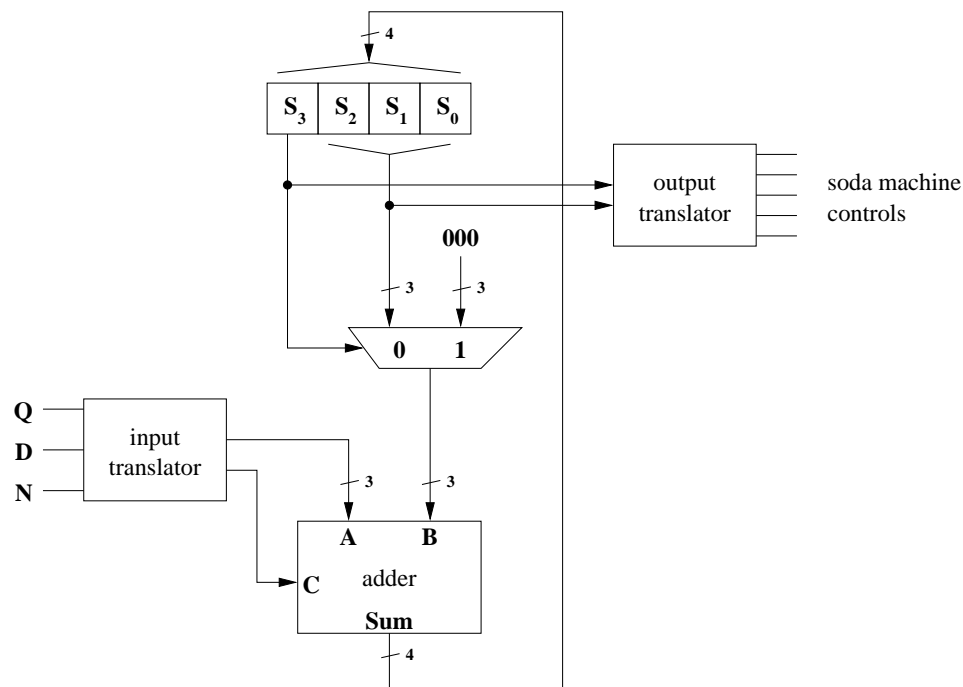 4
S3 S2 S1 S0
output
translator
soda machine
controls
000
3
3
0 1
Q
D
N
input
translator
3
3
A B
C
adder
Sum
4